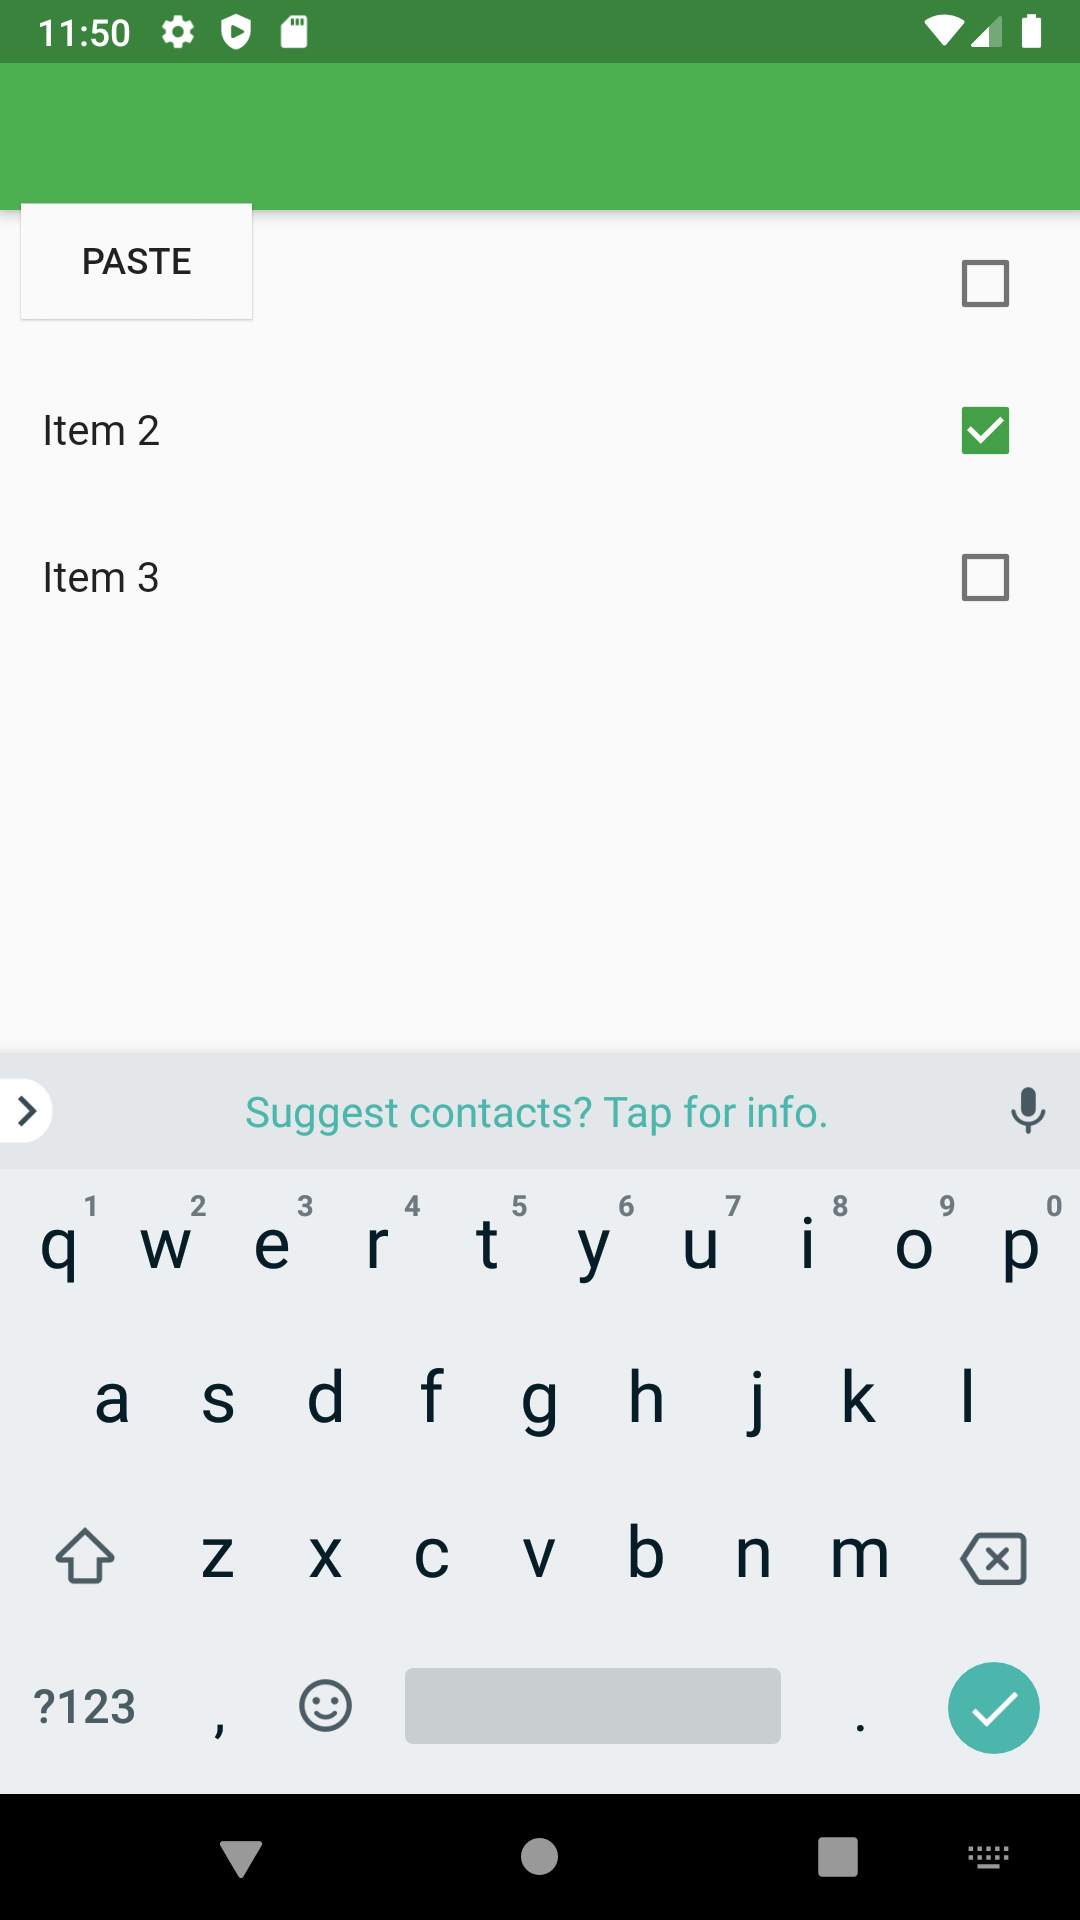 11:50
PASTE
Item 2
Item 3
Suggest contacts? Tap for info.
1 2 3 4 5 6 7 8 9 0
q w e r t y u i o p
a s d f g h j k l
z x c v b n m
?123 , .